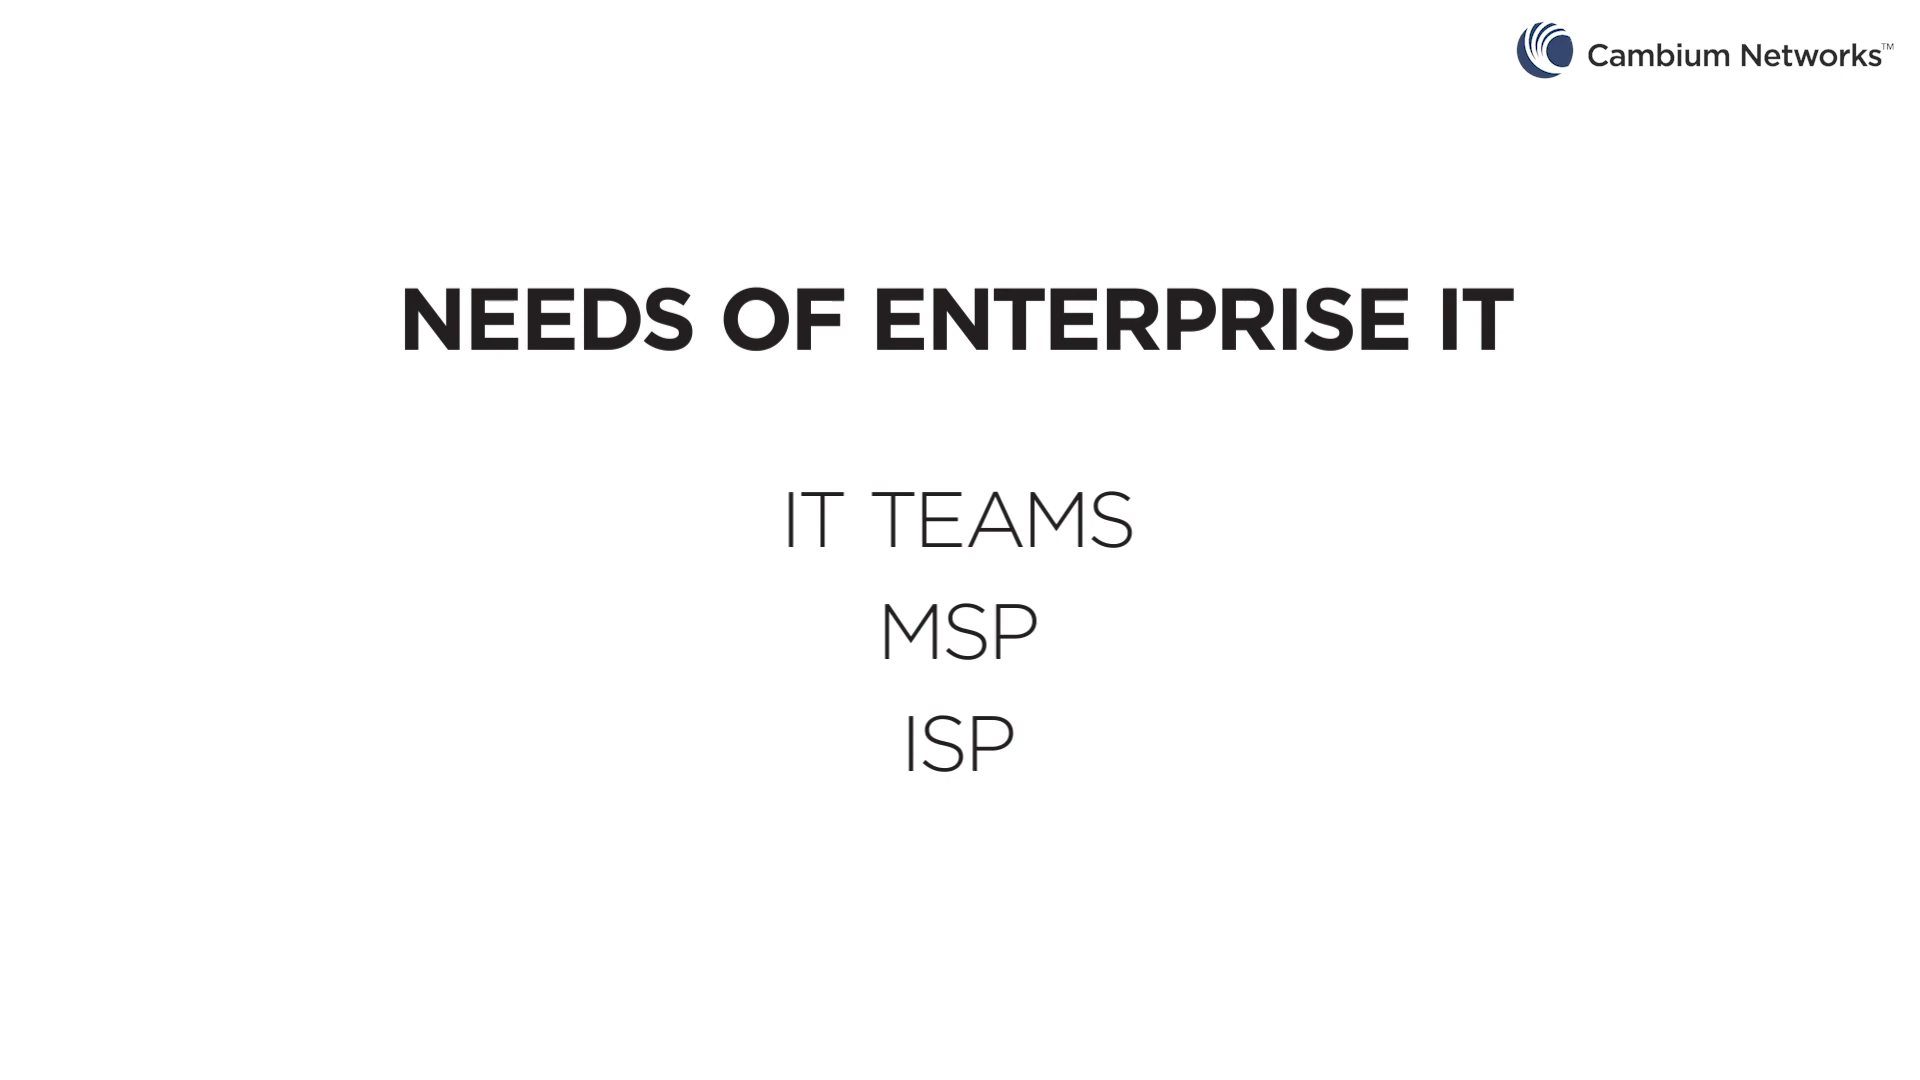 Cambium Networks™
NEEDS OF ENTERPRISE IT
IT TEAMS
MSP
ISP